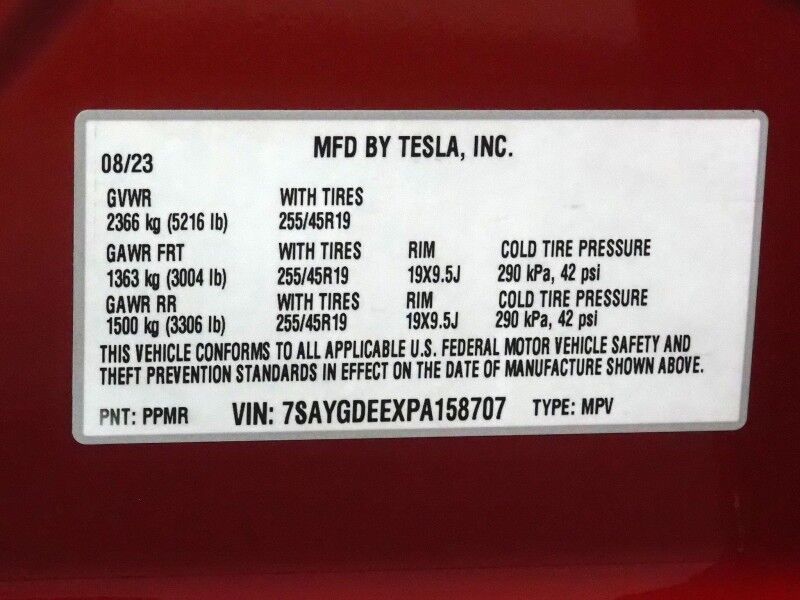 MFD BY TESLA, INC.
08/23
GVWR WITH TIRES
2366 kg (5216 lb) 255/45R19
GAWR FRT WITH TIRES RIM COLD TIRE PRESSURE
1363 kg (3004 lb) 255/45R19 19X9.5J 290 kPa, 42 psi
GAWR RR WITH TIRES RIM COLD TIRE PRESSURE
1500 kg (3306 lb) 255/45R19 19X9.5J 290 kPa, 42 psi
THIS VEHICLE CONFORMS TO ALL APPLICABLE U.S. FEDERAL MOTOR VEHICLE SAFETY AND
THEFT PREVENTION STANDARDS IN EFFECT ON THE DATE OF MANUFACTURE SHOWN ABOVE.
PNT: PPMR VIN: 7SAYGDEEXPA158707 TYPE: MPV